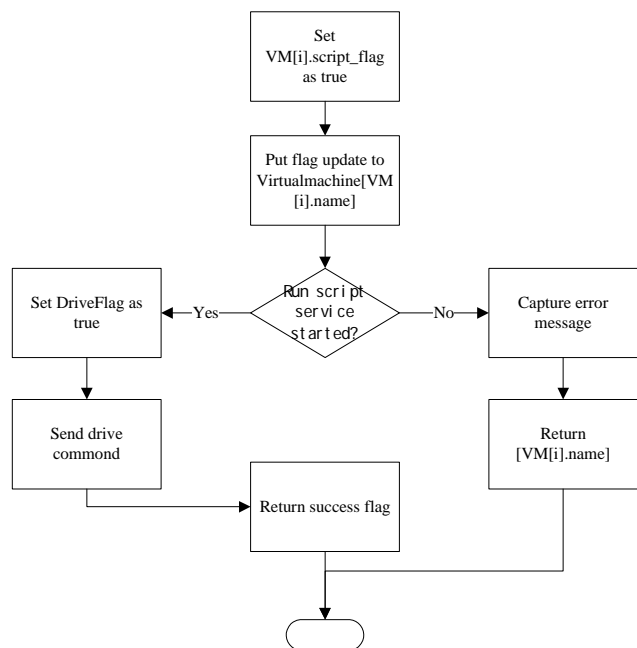 Set
VM[i].script_flag
as true
Put flag update to
Virtualmachine[VM
[i].name]
Run script
service
started?
Yes
No
Set DriveFlag as
true
Capture error
message
Send drive
commond
Return
[VM[i].name]
Return success flag